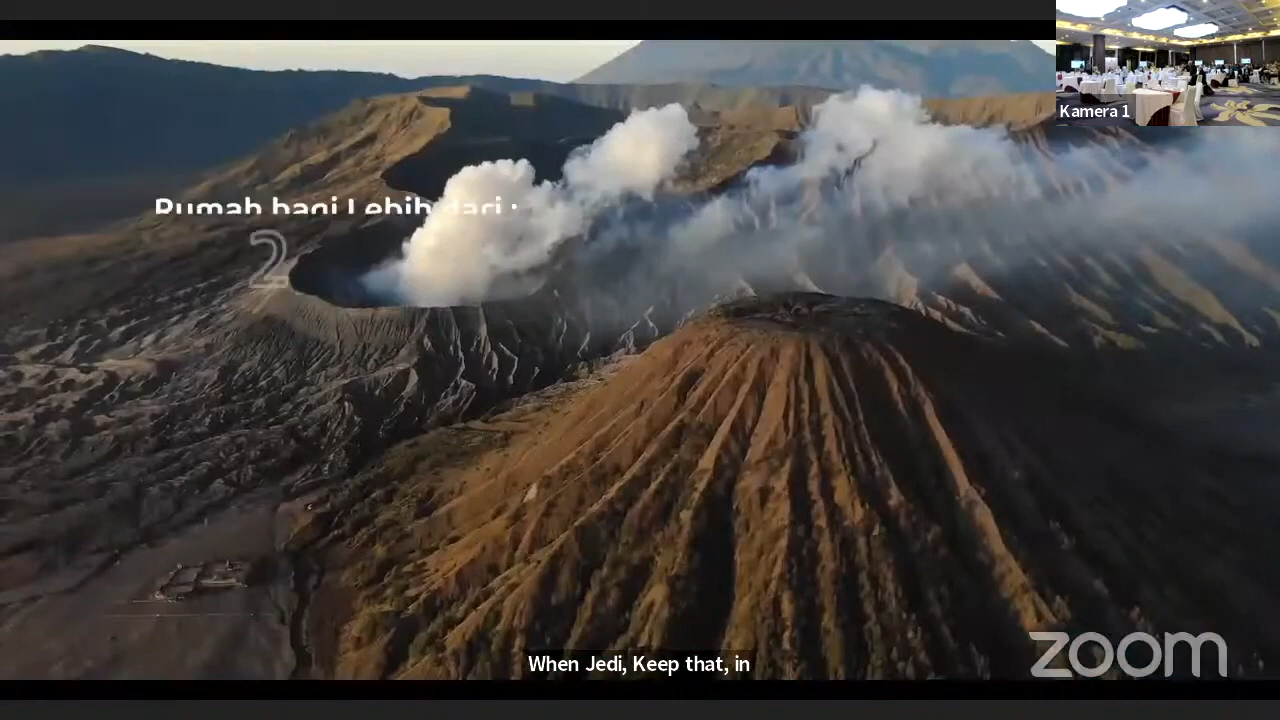 Kamera 1
Rumah bagi Lebih dari :
2
When Jedi, Keep that, in
zoom